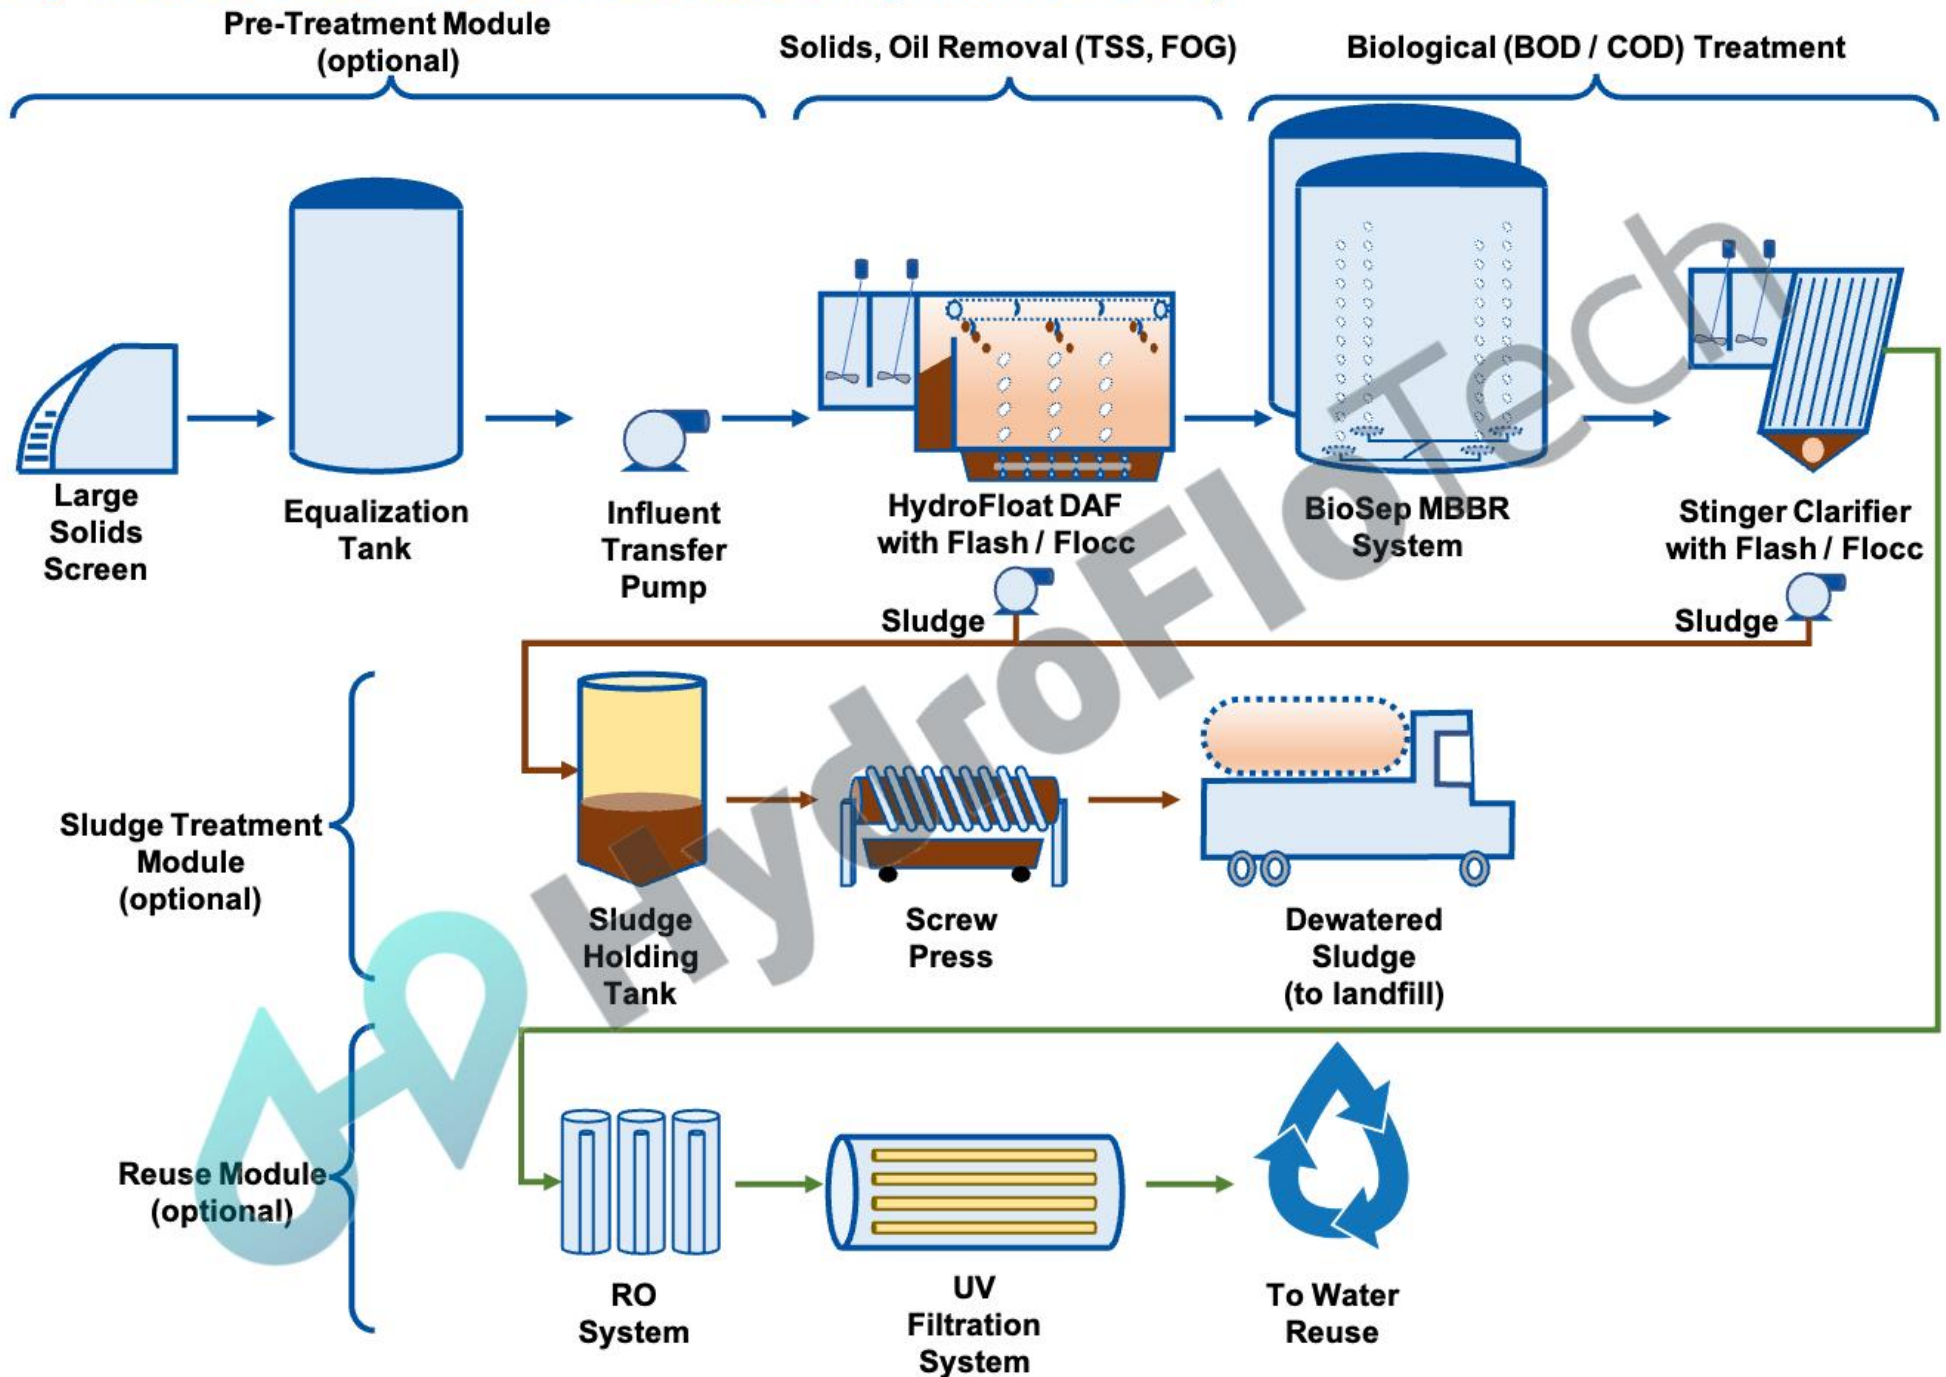 Pre-Treatment Module
(optional)
Solids, Oil Removal (TSS, FOG)
Biological (BOD / COD) Treatment
Large
Solids
Screen
Equalization
Tank
Influent
Transfer
Pump
HydroFloat DAF
with Flash / Flocc
BioSep MBBR
System
Stinger Clarifier
with Flash / Flocc
Sludge
Sludge
Sludge Treatment
Module
(optional)
Sludge
Holding
Tank
Screw
Press
Dewatered
Sludge
(to landfill)
HydroFloTech
Reuse Module
(optional)
RO
System
UV
Filtration
System
To Water
Reuse